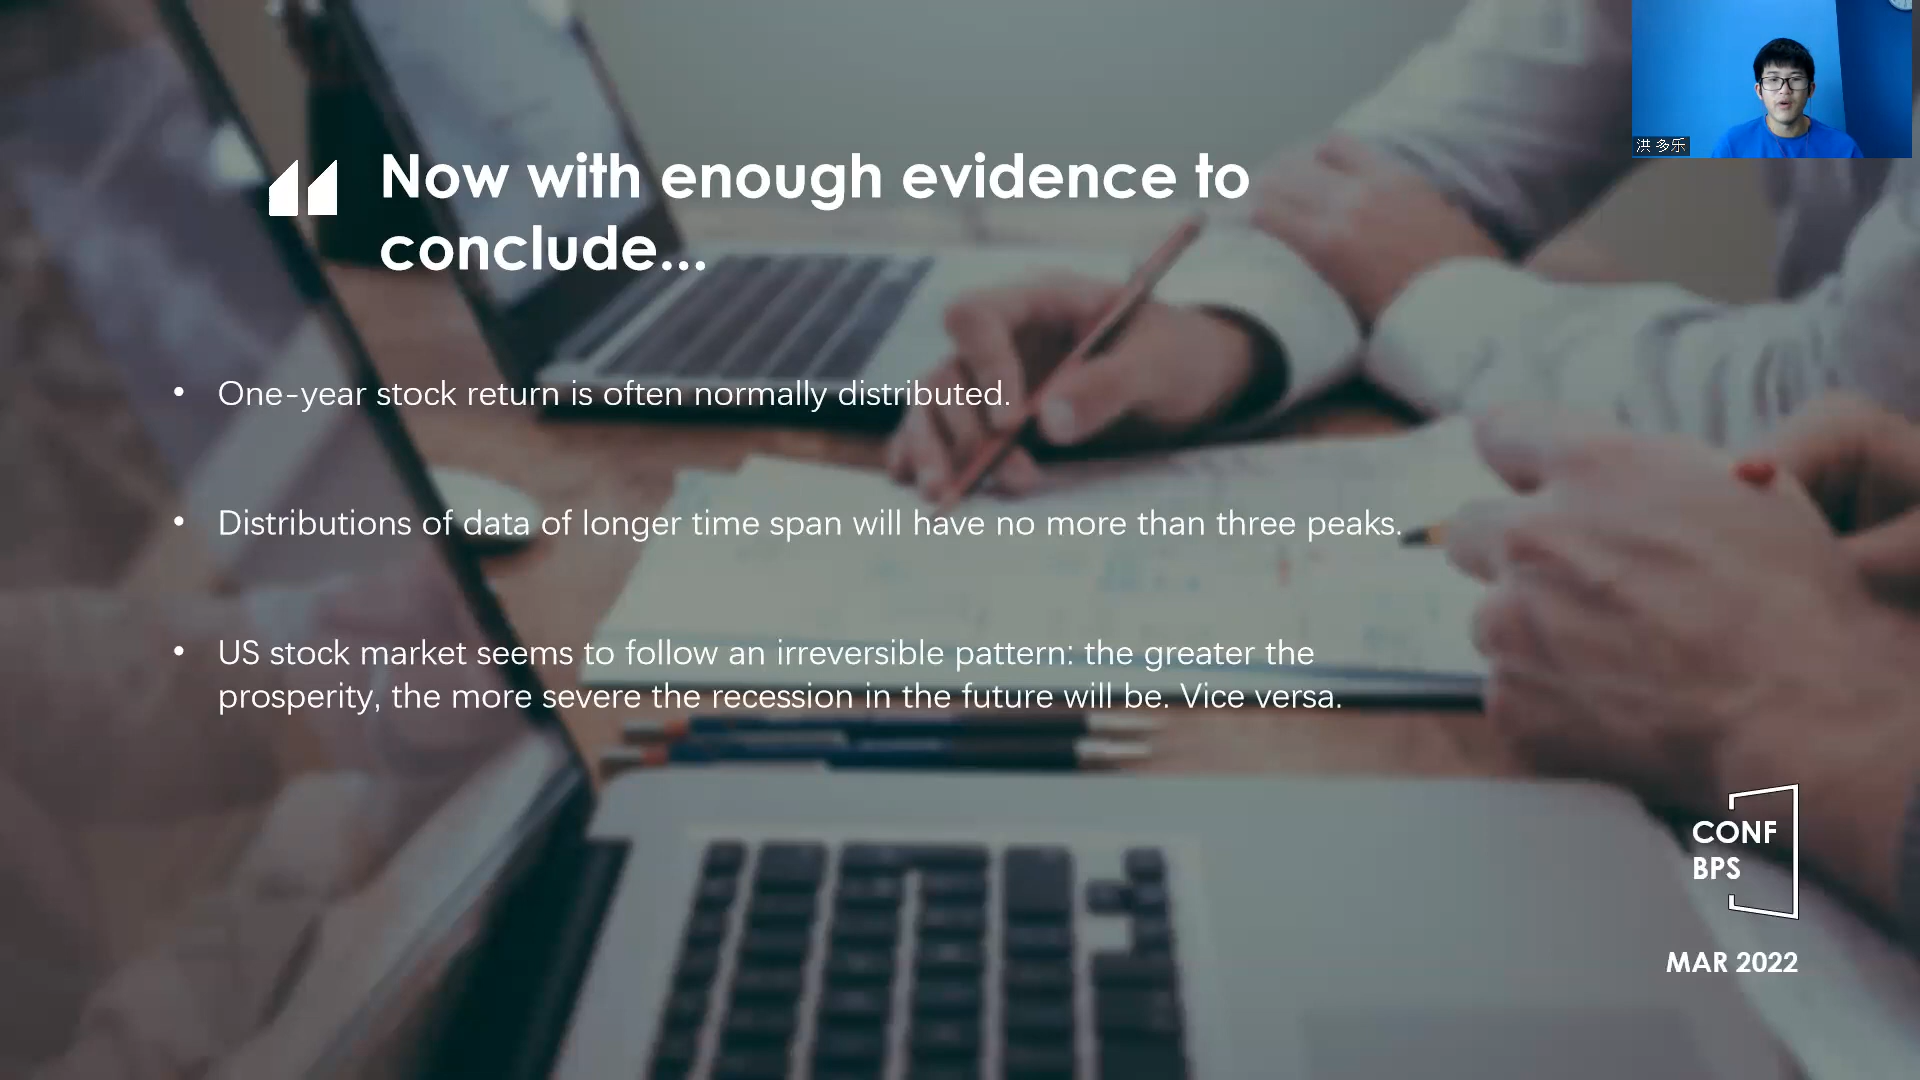 洪 多乐
Now with enough evidence to
conclude...
• One-year stock return is often normally distributed.
• Distributions of data of longer time span will have no more than three peaks.
• US stock market seems to follow an irreversible pattern: the greater the
prosperity, the more severe the recession in the future will be. Vice versa.
CONF
BPS
MAR 2022